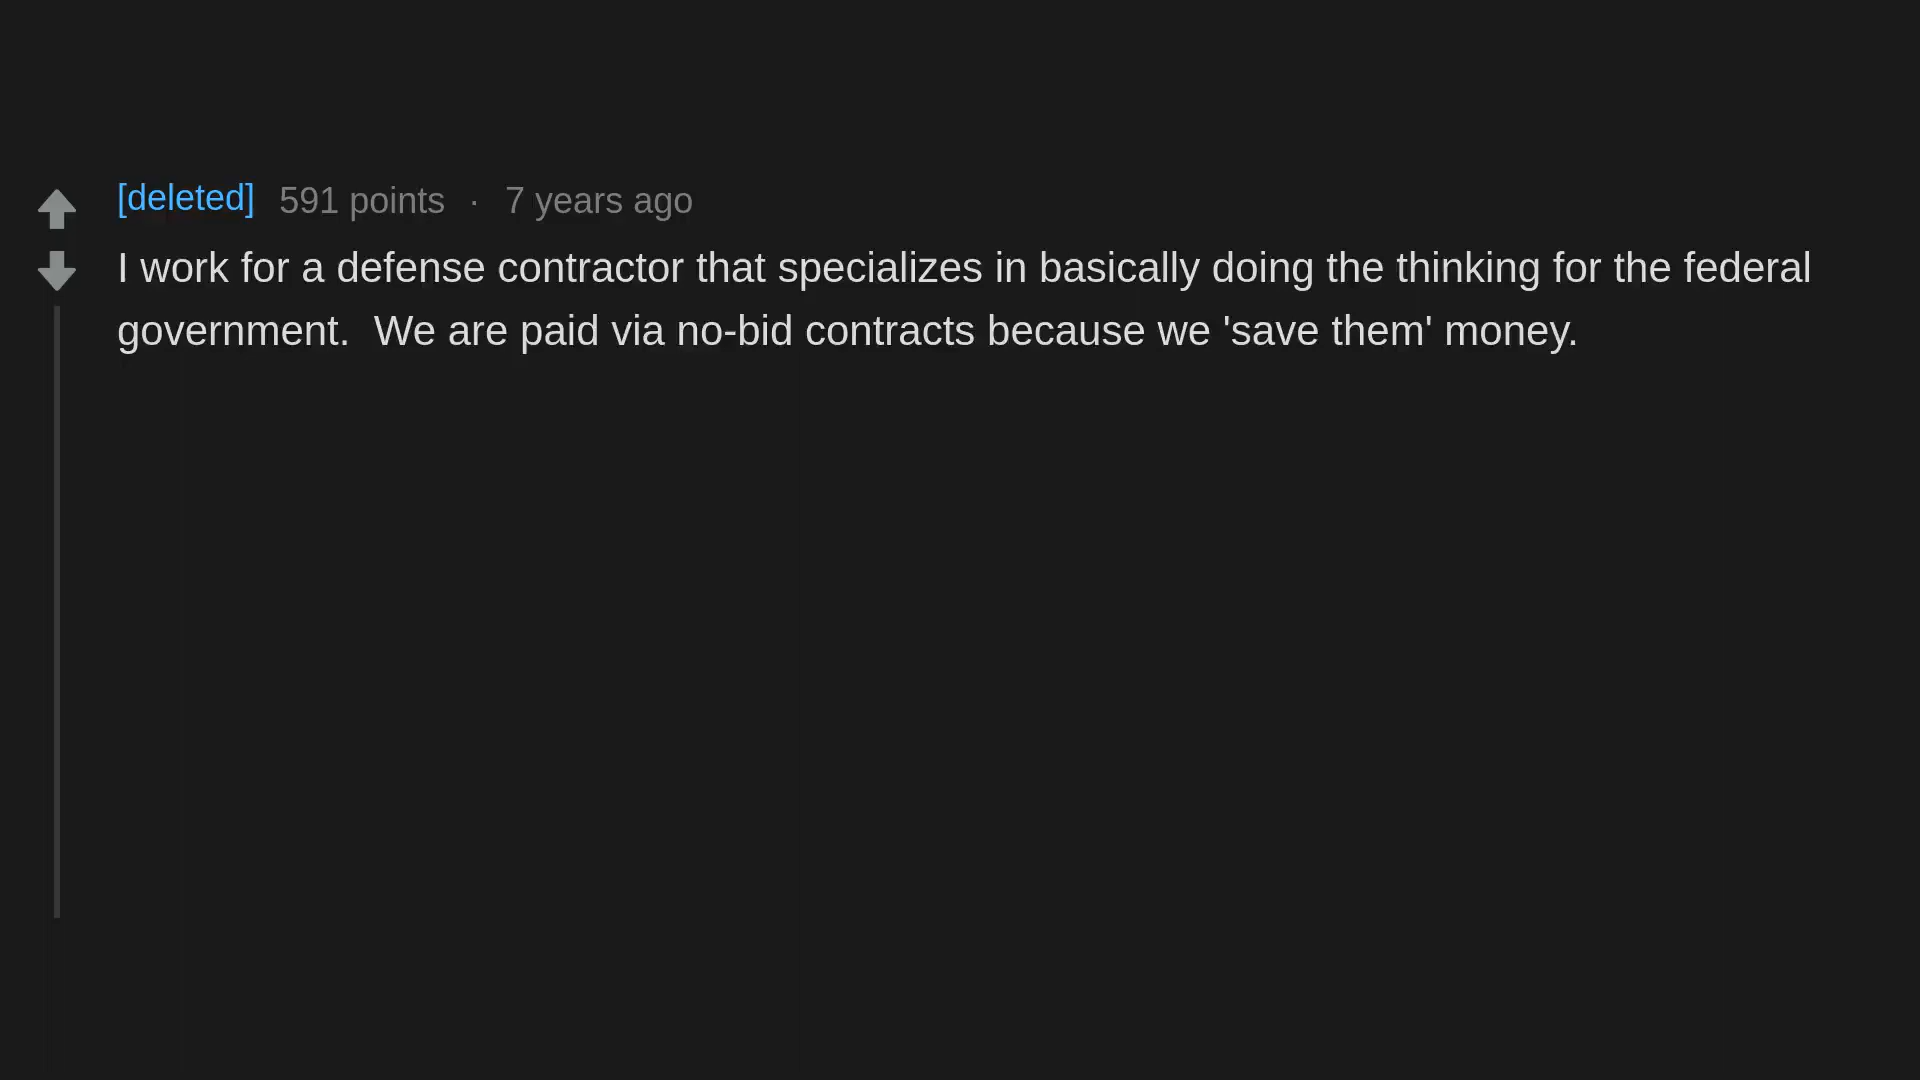 [deleted] 591 points · 7 years ago
I work for a defense contractor that specializes in basically doing the thinking for the federal
government.  We are paid via no-bid contracts because we 'save them' money.